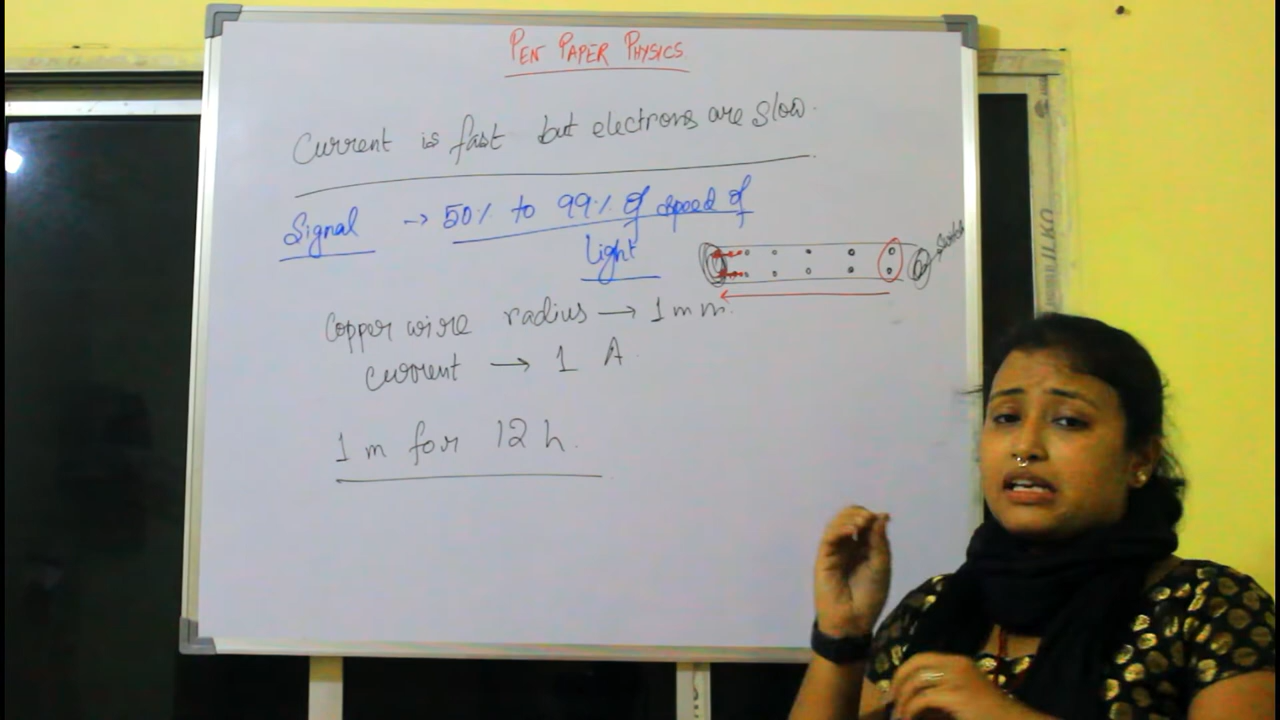 PEN PAPER PHYSICS
Current is fast but electrons are slow.
Signal → 50% to 99% of speed of
light
Switch
Copper wire radius → 1 mm.
current → 1 A.
1 m for 12 h.